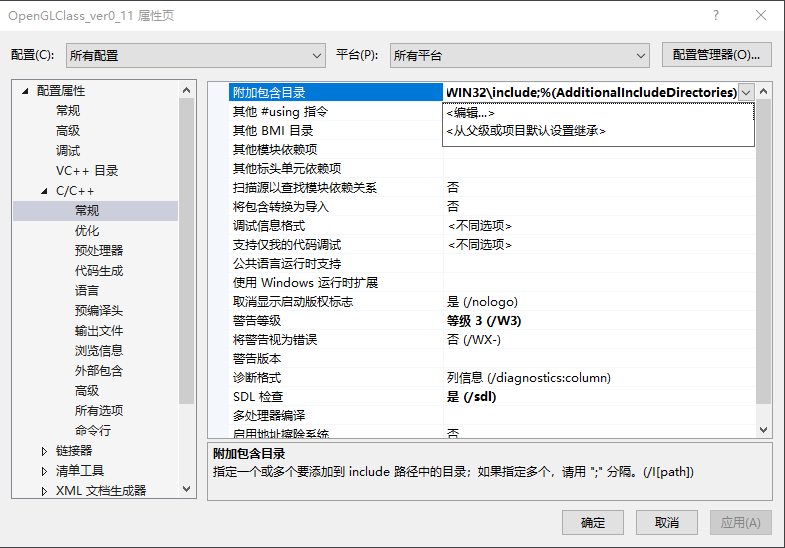 OpenGLClass_ver0_11 属性页
配置(C): 所有配置 平台(P): 所有平台 配置管理器(O)...
配置属性
常规
高级
调试
VC++ 目录
C/C++
常规
优化
预处理器
代码生成
语言
预编译头
输出文件
浏览信息
外部包含
高级
所有选项
命令行
链接器
清单工具
XML 文档生成器
附加包含目录 WIN32\include;%(AdditionalIncludeDirectories)
<编辑...>
<从父级或项目默认设置继承>
其他 #using 指令
其他 BMI 目录
其他模块依赖项
其他标头单元依赖项
扫描源以查找模块依赖关系 否
将包含转换为导入 否
调试信息格式 <不同选项>
支持仅我的代码调试 <不同选项>
公共语言运行时支持
使用 Windows 运行时扩展
取消显示启动版权标志 是 (/nologo)
警告等级 等级 3 (/W3)
将警告视为错误 否 (/WX-)
警告版本
诊断格式 列信息 (/diagnostics:column)
SDL 检查 是 (/sdl)
多处理器编译
启用地址擦除系统 否
附加包含目录
指定一个或多个要添加到 include 路径中的目录；如果指定多个，请用 ";" 分隔。(/I[path])
确定 取消 应用(A)